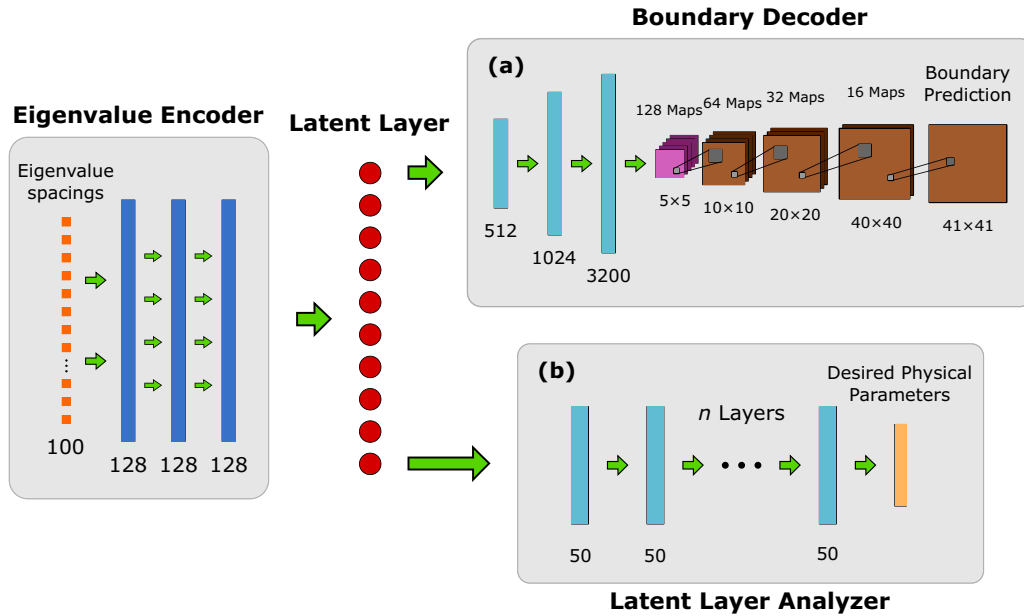 Boundary Decoder
(a)
Eigenvalue Encoder
Latent Layer
Eigenvalue
spacings
100
128
128
128
512
1024
3200
128 Maps
64 Maps
32 Maps
16 Maps
Boundary
Prediction
5×5
10×10
20×20
40×40
41×41
(b)
Desired Physical
Parameters
n Layers
50
50
50
Latent Layer Analyzer